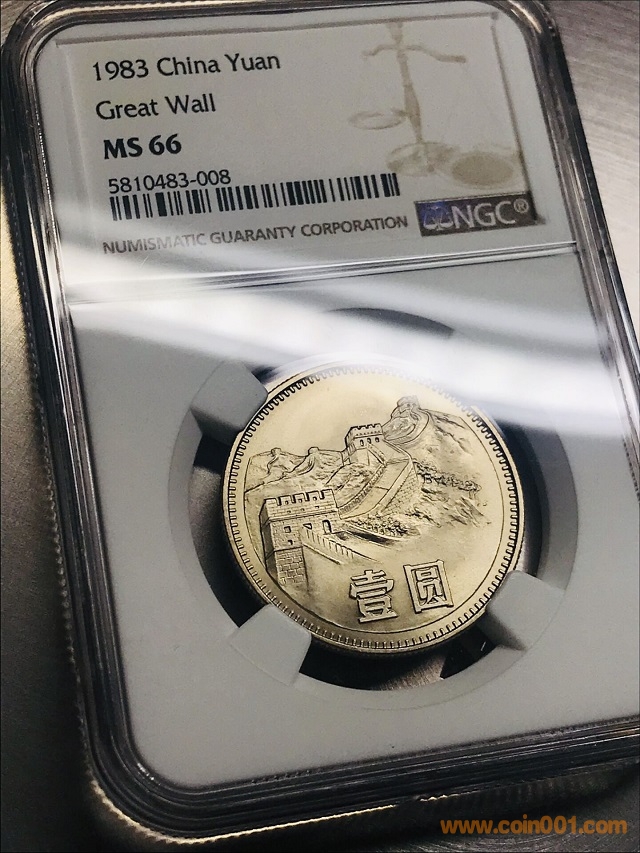 1983 China Yuan
Great Wall
MS 66
5810483-008
NUMISMATIC GUARANTY CORPORATION
NGC®
壹圆
www.coin001.com